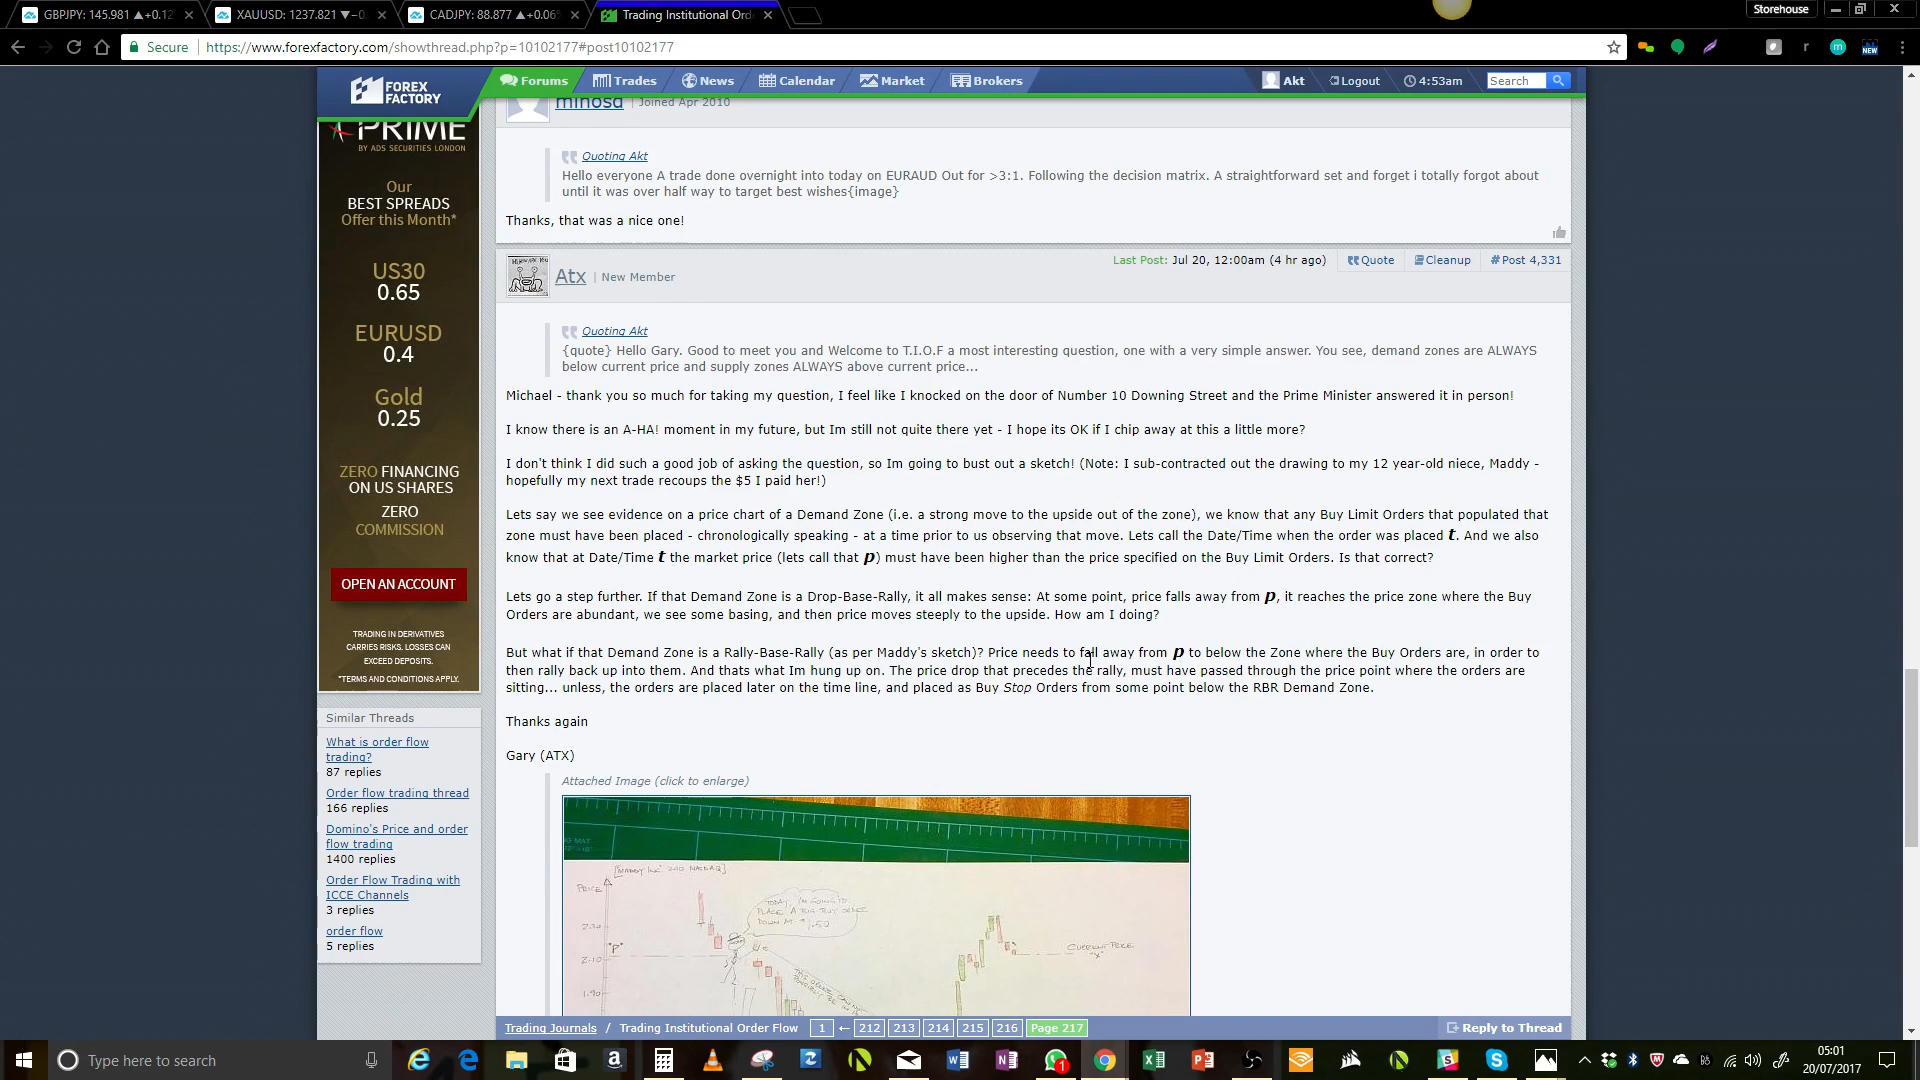 GBPJPY: 145.981 ▲+0.12
XAUUSD: 1237.821 ▼−0.
CADJPY: 88.877 ▲+0.06
Trading Institutional Ord
Storehouse
Secure
https://www.forexfactory.com/showthread.php?p=10102177#post10102177
NEW
FOREX FACTORY
Forums
Trades
News
Calendar
Market
Brokers
Akt
Logout
4:53am
Search
PRIME
BY ADS SECURITIES LONDON
Our
BEST SPREADS
Offer this Month*
US30
0.65
EURUSD
0.4
Gold
0.25
ZERO FINANCING
ON US SHARES
ZERO
COMMISSION
OPEN AN ACCOUNT
TRADING IN DERIVATIVES
CARRIES RISK. LOSSES CAN
EXCEED DEPOSITS.
*TERMS AND CONDITIONS APPLY.
Similar Threads
What is order flow
trading?
87 replies
Order flow trading thread
166 replies
Domino's Price and order
flow trading
1400 replies
Order Flow Trading with
ICCE Channels
3 replies
order flow
5 replies
minosd | Joined Apr 2010
Quoting Akt
Hello everyone A trade done overnight into today on EURAUD Out for >3:1. Following the decision matrix. A straightforward set and forget i totally forgot about
until it was over half way to target best wishes{image}
Thanks, that was a nice one!
Atx | New Member
Last Post: Jul 20, 12:00am (4 hr ago)
Quote
Cleanup
#Post 4,331
Quoting Akt
{quote} Hello Gary. Good to meet you and Welcome to T.I.O.F a most interesting question, one with a very simple answer. You see, demand zones are ALWAYS
below current price and supply zones ALWAYS above current price...
Michael - thank you so much for taking my question, I feel like I knocked on the door of Number 10 Downing Street and the Prime Minister answered it in person!
I know there is an A-HA! moment in my future, but Im still not quite there yet - I hope its OK if I chip away at this a little more?
I don't think I did such a good job of asking the question, so Im going to bust out a sketch! (Note: I sub-contracted out the drawing to my 12 year-old niece, Maddy -
hopefully my next trade recoups the $5 I paid her!)
Lets say we see evidence on a price chart of a Demand Zone (i.e. a strong move to the upside out of the zone), we know that any Buy Limit Orders that populated that
zone must have been placed - chronologically speaking - at a time prior to us observing that move. Lets call the Date/Time when the order was placed t. And we also
know that at Date/Time t the market price (lets call that p) must have been higher than the price specified on the Buy Limit Orders. Is that correct?
Lets go a step further. If that Demand Zone is a Drop-Base-Rally, it all makes sense: At some point, price falls away from p, it reaches the price zone where the Buy
Orders are abundant, we see some basing, and then price moves steeply to the upside. How am I doing?
But what if that Demand Zone is a Rally-Base-Rally (as per Maddy's sketch)? Price needs to fall away from p to below the Zone where the Buy Orders are, in order to
then rally back up into them. And thats what Im hung up on. The price drop that precedes the rally, must have passed through the price point where the orders are
sitting... unless, the orders are placed later on the time line, and placed as Buy Stop Orders from some point below the RBR Demand Zone.
Thanks again
Gary (ATX)
Attached Image (click to enlarge)
PRICE
TODAY, I'M GOING TO
PLACE A BIG BUY ORDER
DOWN AT $1.50
2.30
"P"
2.10
1.90
CURRENT PRICE
"X"
Trading Journals / Trading Institutional Order Flow
1 ← 212 213 214 215 216 Page 217
Reply to Thread
Type here to search
05:01
20/07/2017